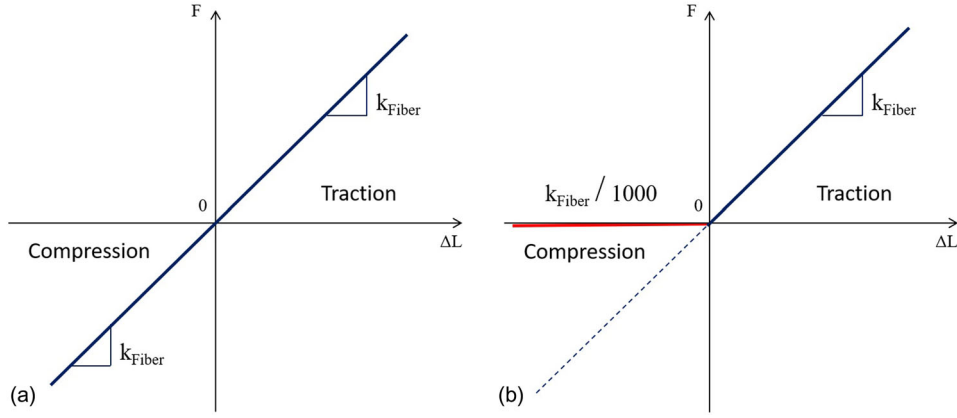 F
k_Fiber
Traction
0
ΔL
Compression
k_Fiber
(a)
F
k_Fiber
k_Fiber / 1000
Traction
0
ΔL
Compression
(b)